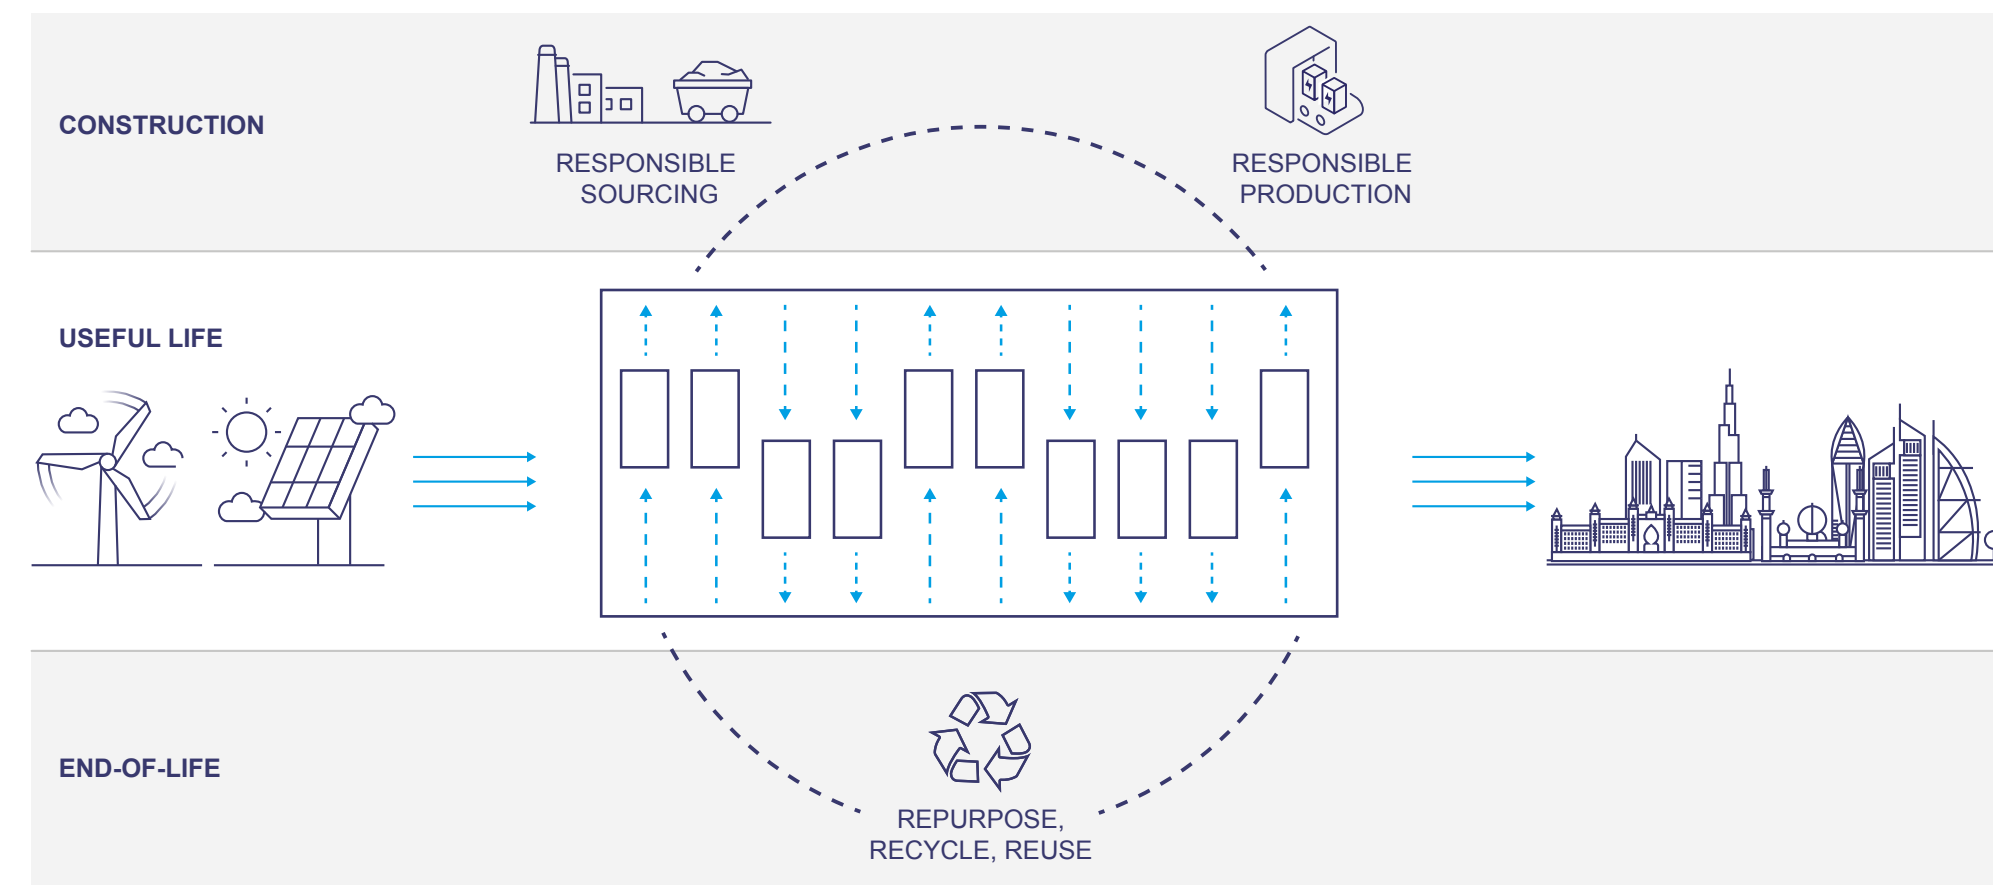 CONSTRUCTION
RESPONSIBLE
SOURCING
RESPONSIBLE
PRODUCTION
USEFUL LIFE
END-OF-LIFE
REPURPOSE,
RECYCLE, REUSE